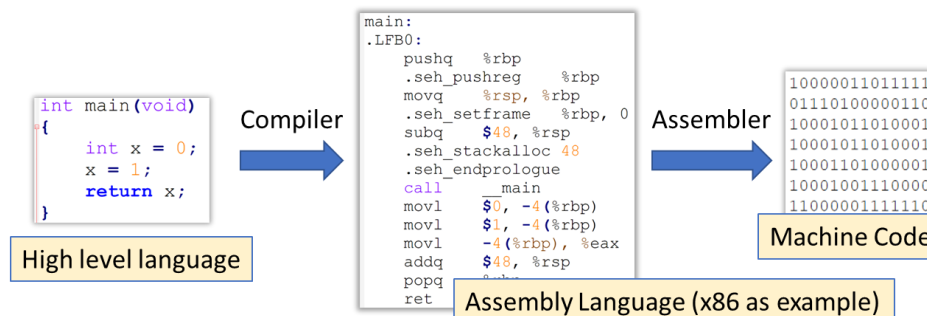 int main(void)
{
int x = 0;
x = 1;
return x;
}
High level language
Compiler
main:
.LFB0:
pushq %rbp
.seh_pushreg %rbp
movq %rsp, %rbp
.seh_setframe %rbp, 0
subq $48, %rsp
.seh_stackalloc 48
.seh_endprologue
call __main
movl $0, -4(%rbp)
movl $1, -4(%rbp)
movl -4(%rbp), %eax
addq $48, %rsp
popq %rbp
ret
Assembly Language (x86 as example)
Assembler
10000011011111
01110100000110
10001011010001
10001011010001
10001101000001
10001001110000
11000001111110
Machine Code